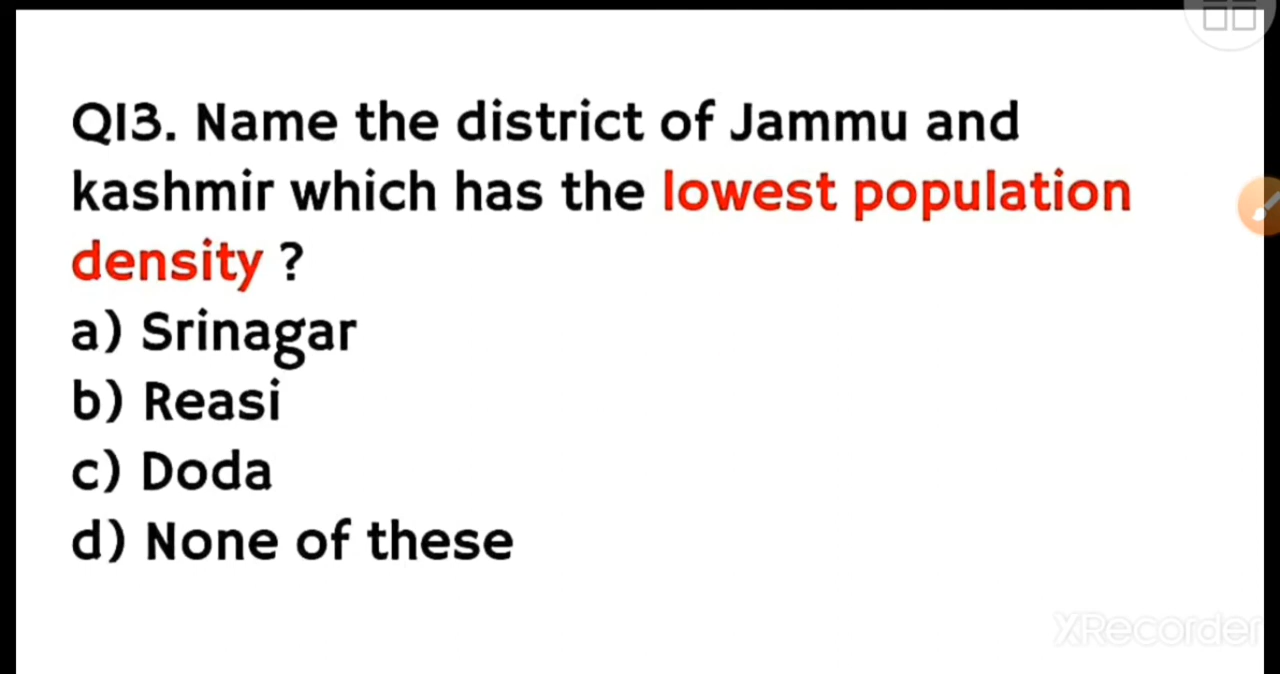 Q13. Name the district of Jammu and
kashmir which has the lowest population
density ?
a) Srinagar
b) Reasi
c) Doda
d) None of these
XRecorder